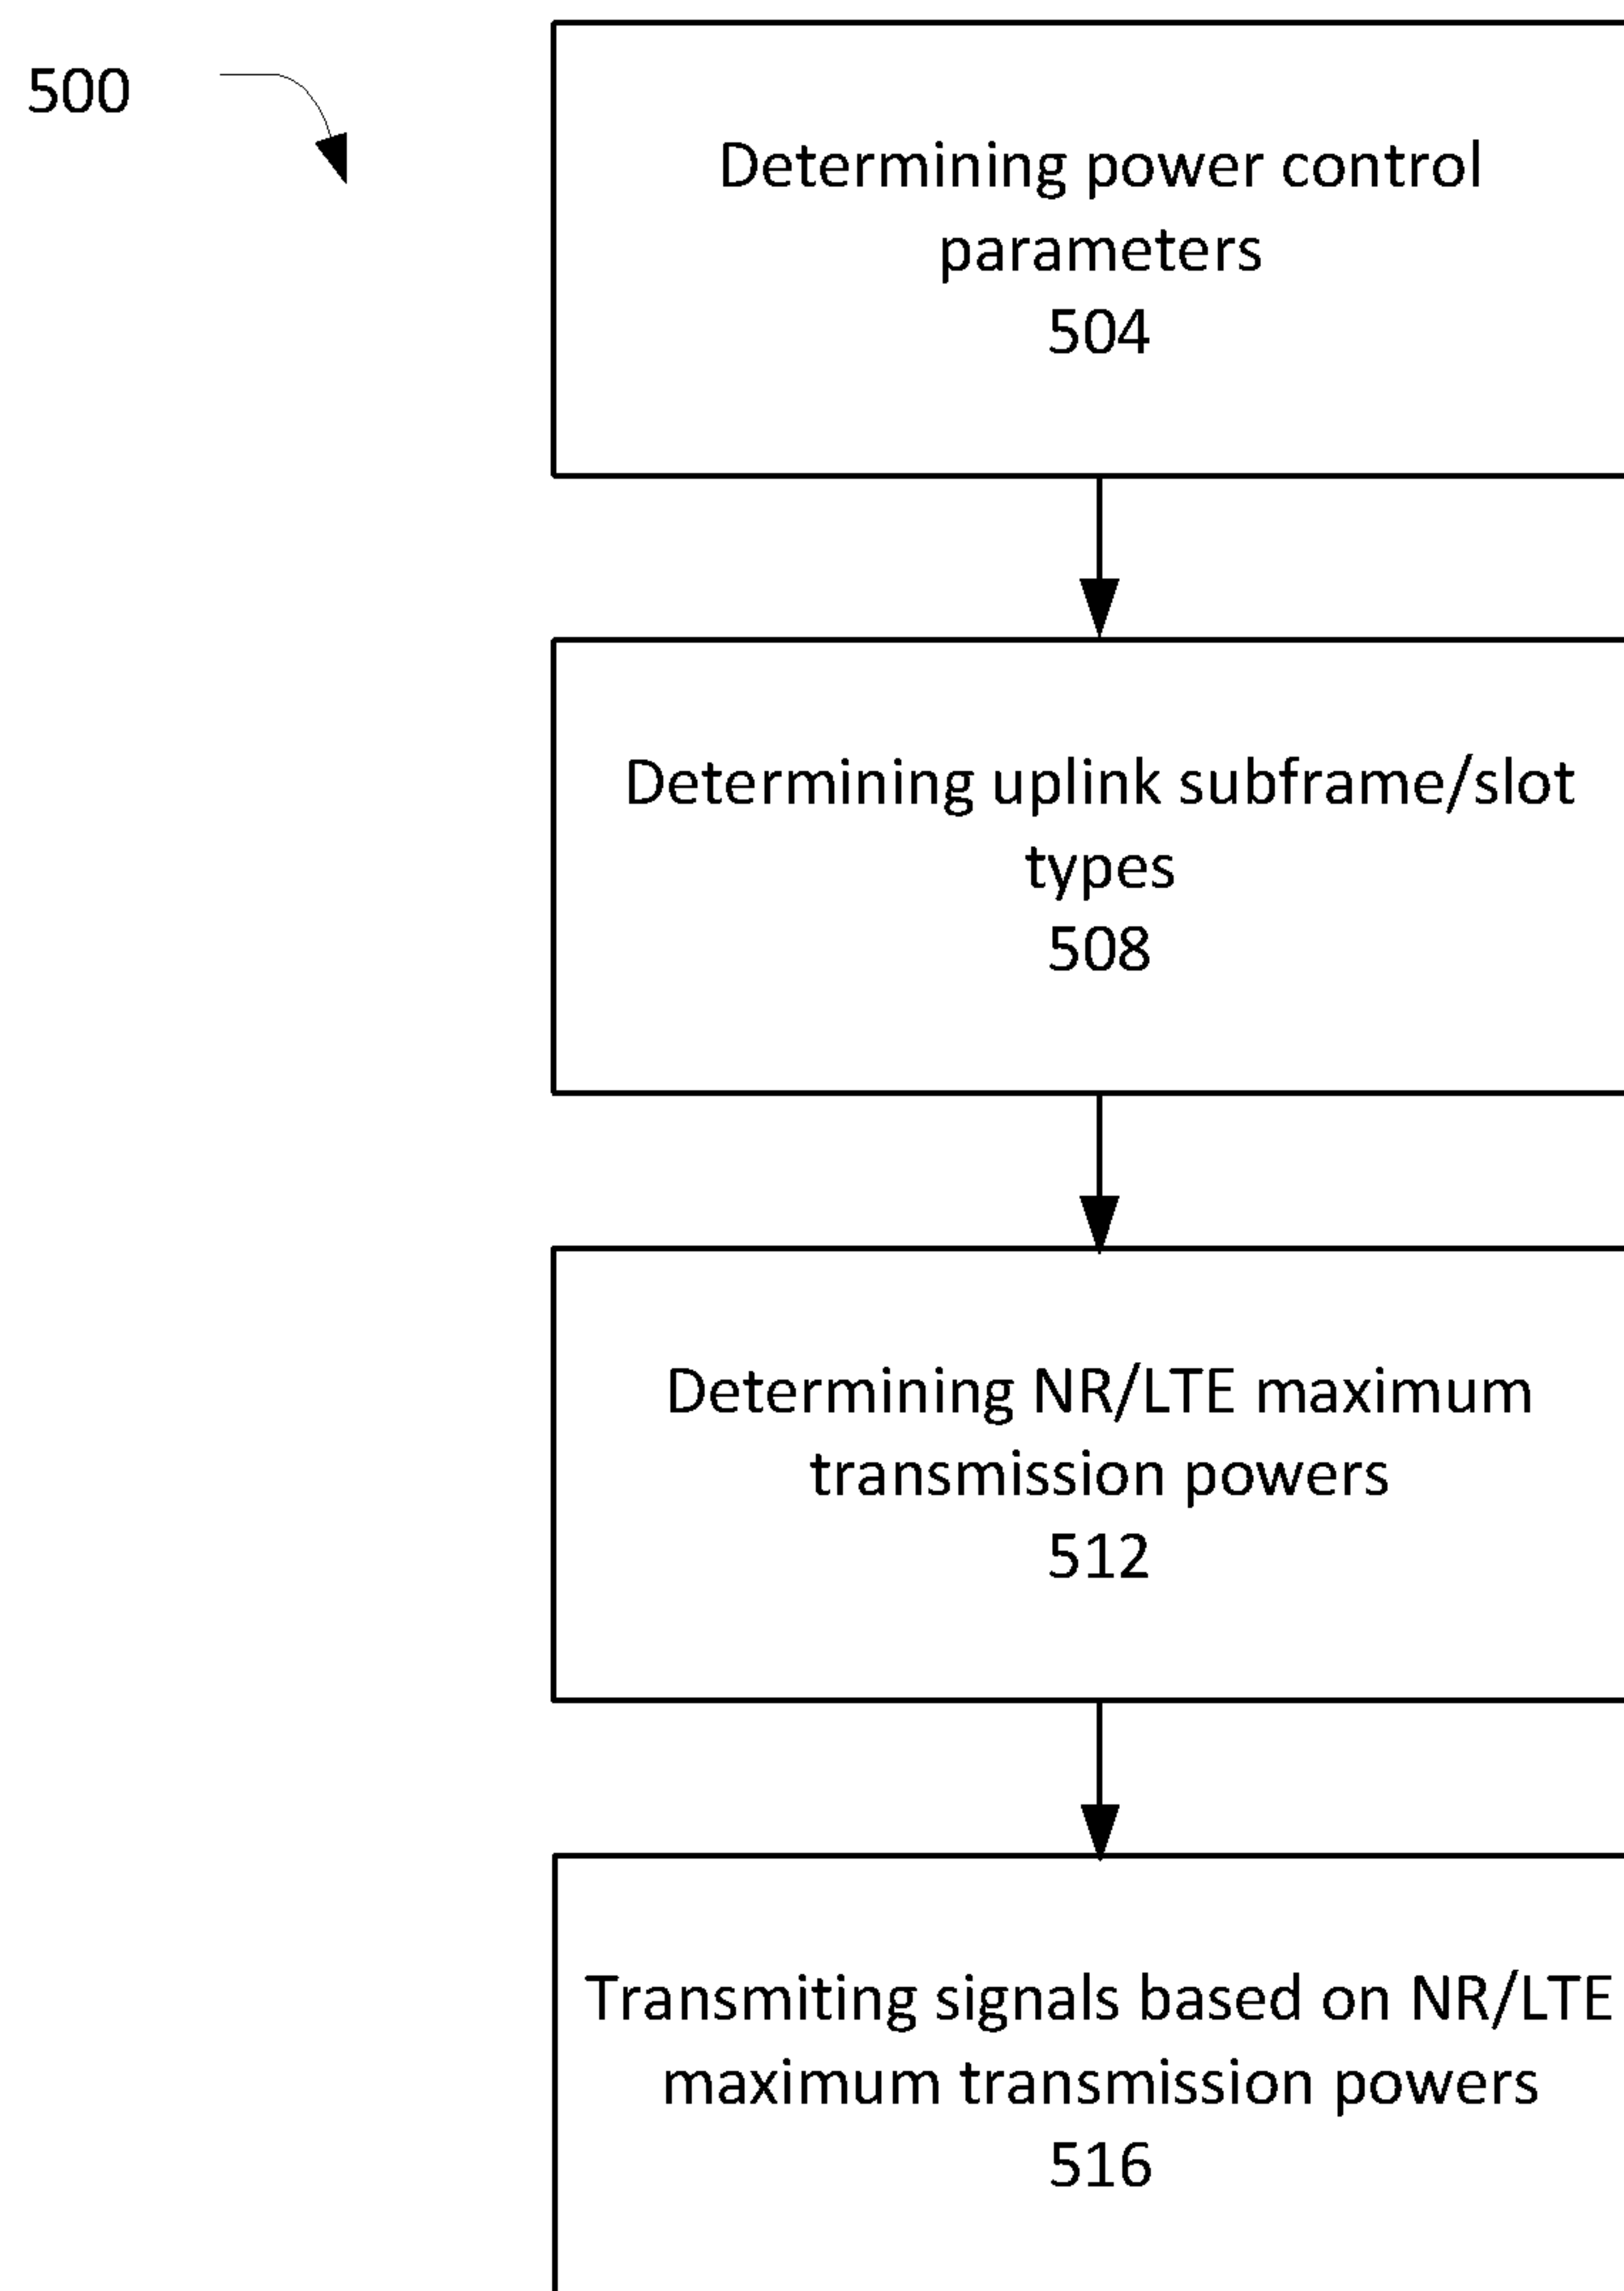 500
Determining power control
parameters
504
Determining uplink subframe/slot
types
508
Determining NR/LTE maximum
transmission powers
512
Transmiting signals based on NR/LTE
maximum transmission powers
516